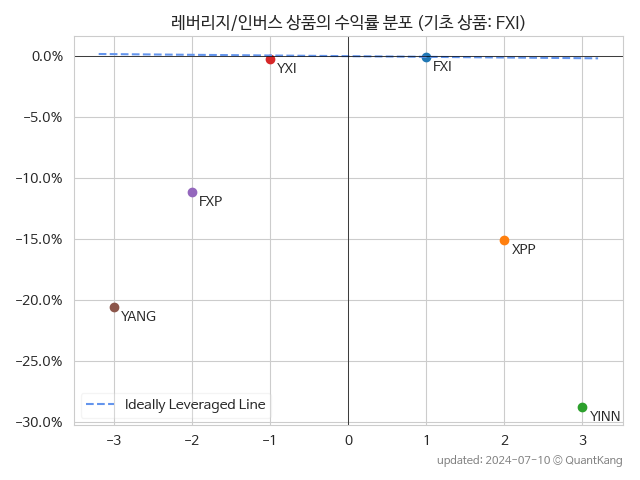 레버리지/인버스 상품의 수익률 분포 (기초 상품: FXI)
0.0%
YXI
FXI
-5.0%
-10.0%
FXP
-15.0%
XPP
-20.0%
YANG
-25.0%
Ideally Leveraged Line
YINN
-30.0%
-3 -2 -1 0 1 2 3
updated: 2024-07-10 © QuantKang